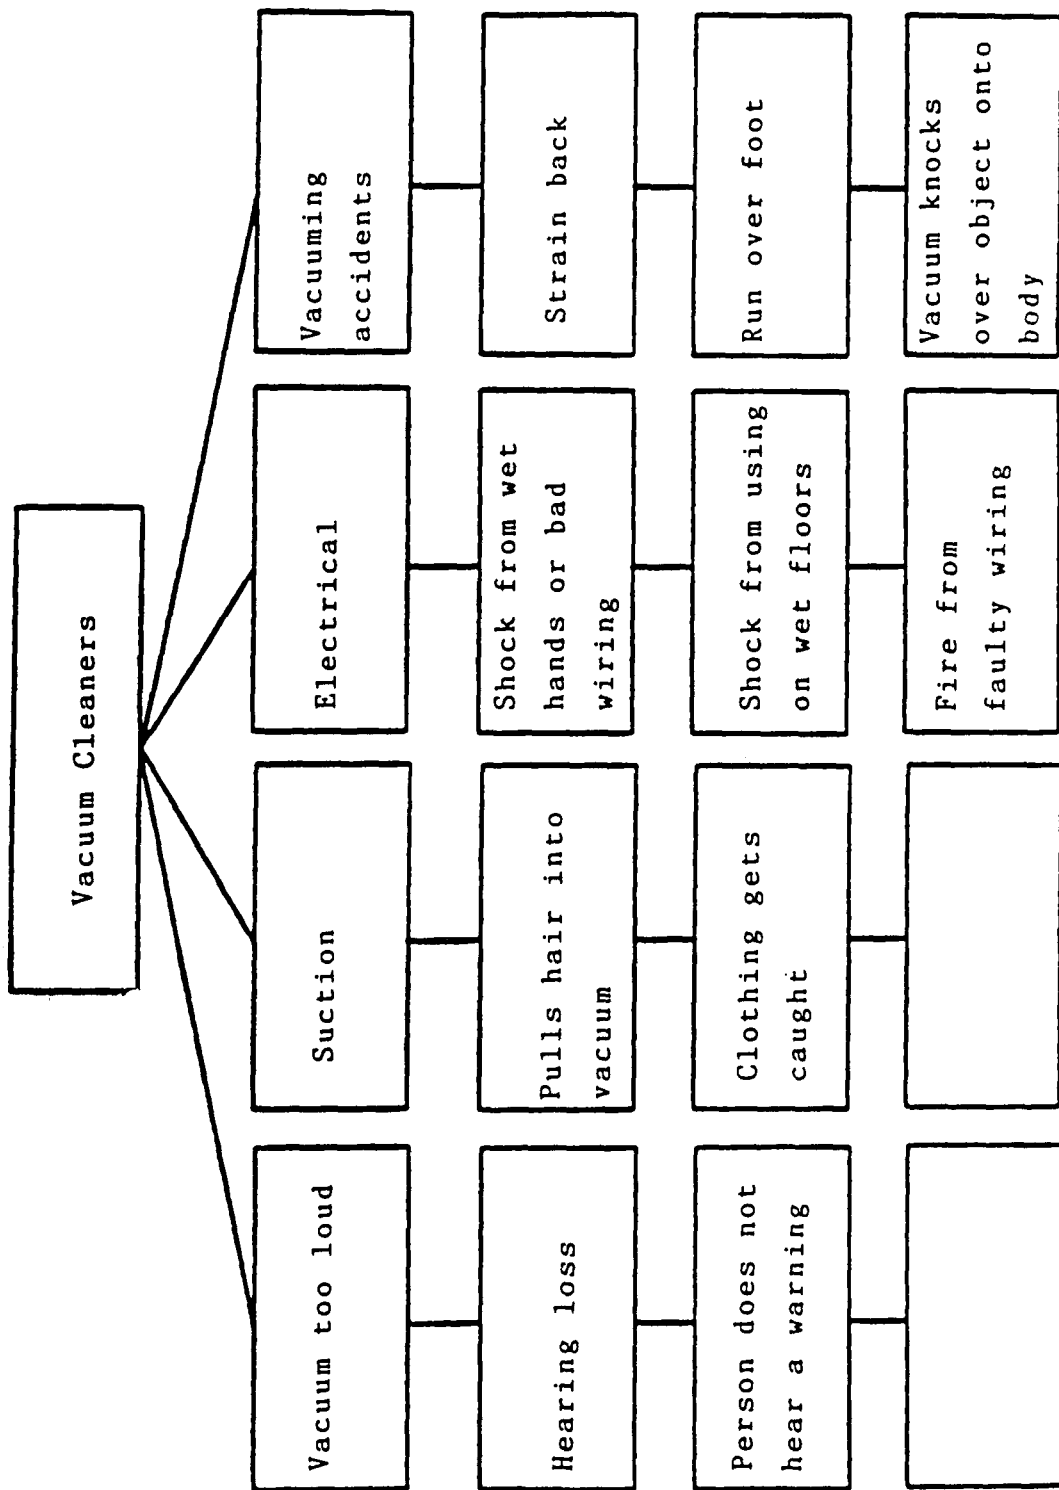 Vacuum Cleaners
Vacuum too loud
Suction
Electrical
Vacuuming
accidents
Hearing loss
Pulls hair into
vacuum
Shock from wet
hands or bad
wiring
Strain back
Person does not
hear a warning
Clothing gets
caught
Shock from using
on wet floors
Run over foot
Fire from
faulty wiring
Vacuum knocks
over object onto
body